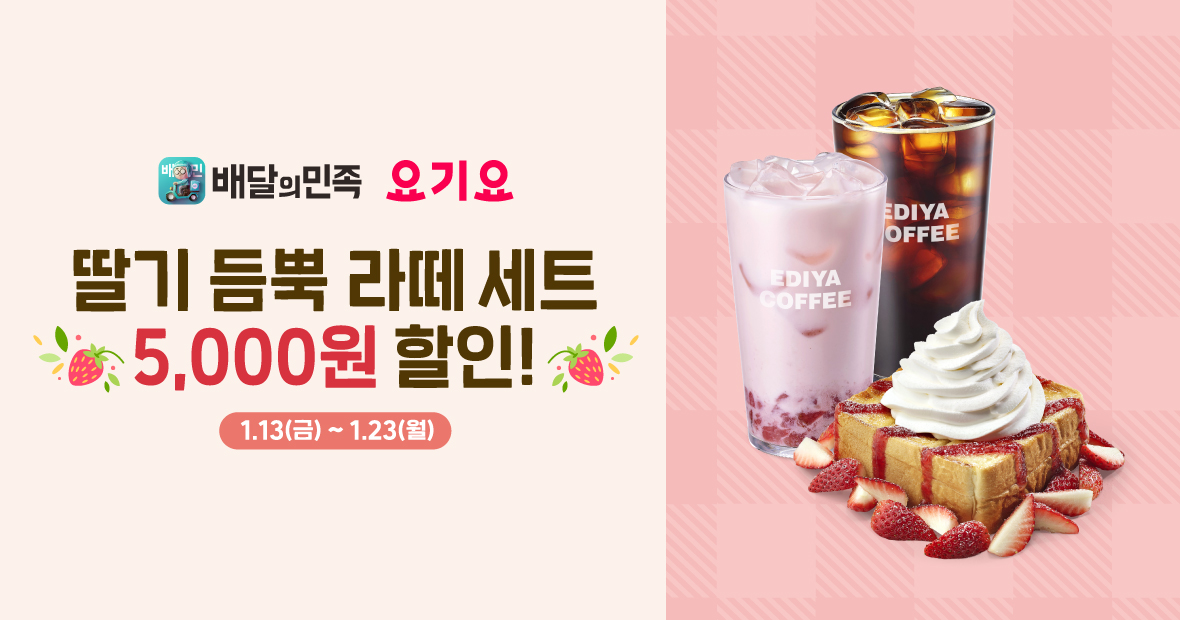 배달의민족 요기요
딸기 듬뿍 라떼 세트
5,000원 할인!
1.13(금) ~ 1.23(월)
EDIYA
COFFEE
EDIYA
COFFEE